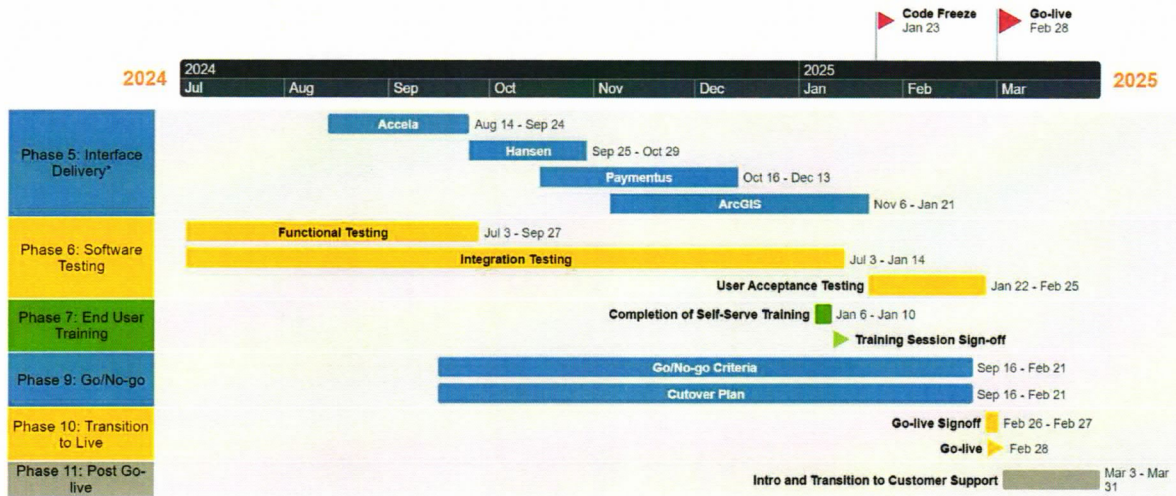 Code Freeze
Jan 23
Go-live
Feb 28
2024
2024
2025
2025
Jul Aug Sep Oct Nov Dec Jan Feb Mar
Phase 5: Interface
Delivery*
Accela Aug 14 - Sep 24
Hansen Sep 25 - Oct 29
Paymentus Oct 16 - Dec 13
ArcGIS Nov 6 - Jan 21
Phase 6: Software
Testing
Functional Testing Jul 3 - Sep 27
Integration Testing Jul 3 - Jan 14
User Acceptance Testing Jan 22 - Feb 25
Phase 7: End User
Training
Completion of Self-Serve Training Jan 6 - Jan 10
Training Session Sign-off
Phase 9: Go/No-go
Go/No-go Criteria Sep 16 - Feb 21
Cutover Plan Sep 16 - Feb 21
Phase 10: Transition
to Live
Go-live Signoff Feb 26 - Feb 27
Go-live Feb 28
Phase 11: Post Go-
live
Intro and Transition to Customer Support Mar 3 - Mar
31